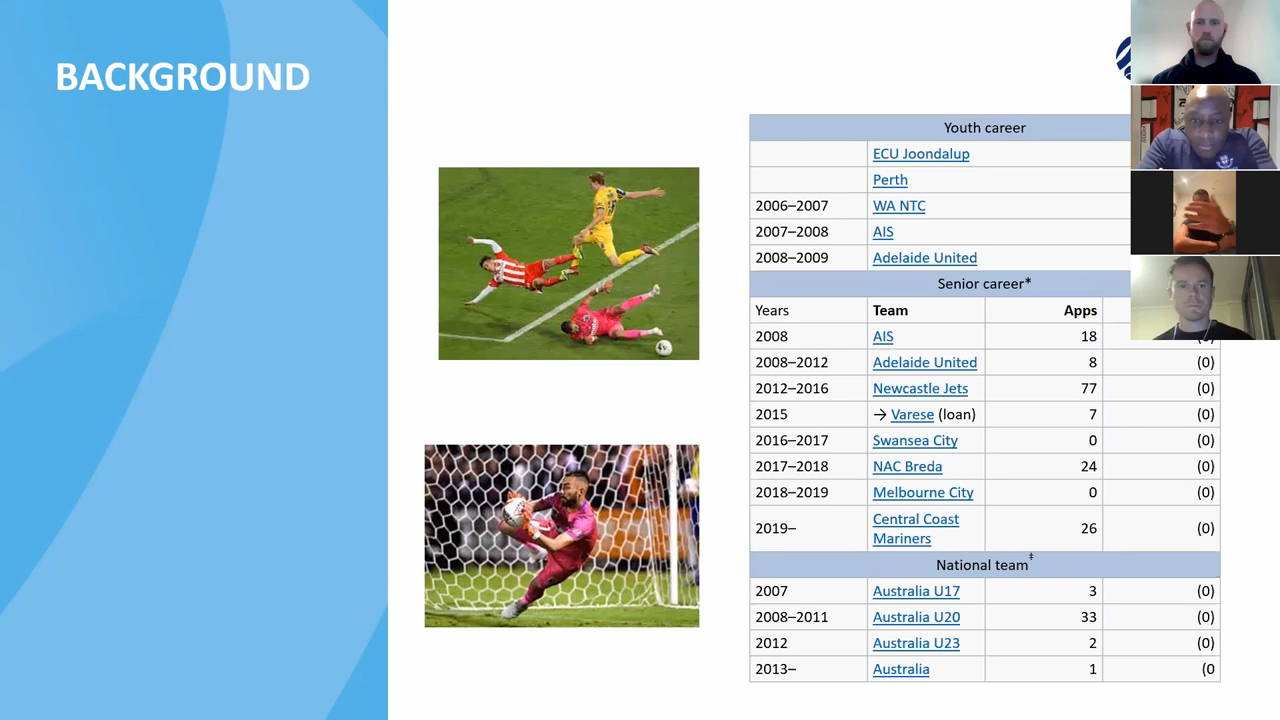 BACKGROUND
Youth career
ECU Joondalup
Perth
2006–2007 WA NTC
2007–2008 AIS
2008–2009 Adelaide United
Senior career*
Years Team Apps
2008 AIS 18 (0)
2008–2012 Adelaide United 8 (0)
2012–2016 Newcastle Jets 77 (0)
2015 → Varese (loan) 7 (0)
2016–2017 Swansea City 0 (0)
2017–2018 NAC Breda 24 (0)
2018–2019 Melbourne City 0 (0)
2019– Central Coast Mariners 26 (0)
National team‡
2007 Australia U17 3 (0)
2008–2011 Australia U20 33 (0)
2012 Australia U23 2 (0)
2013– Australia 1 (0